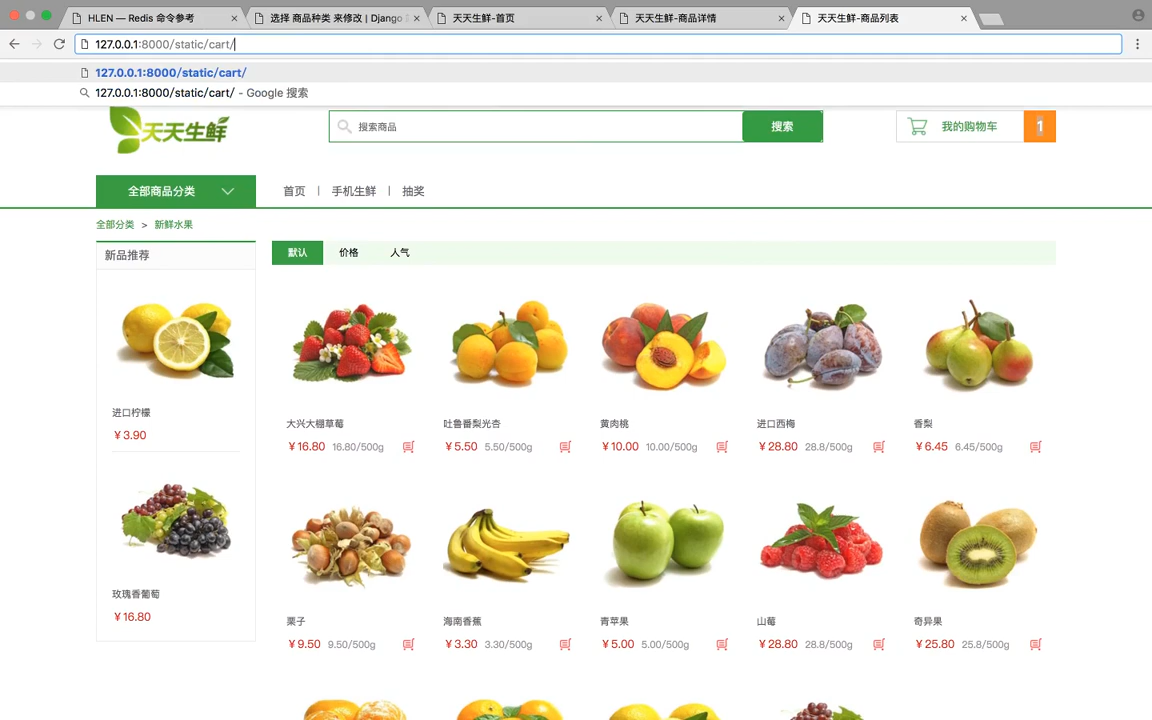 HLEN — Redis 命令参考
选择 商品种类 来修改 | Django
天天生鲜-首页
天天生鲜-商品详情
天天生鲜-商品列表
127.0.0.1:8000/static/cart/
127.0.0.1:8000/static/cart/
127.0.0.1:8000/static/cart/ - Google 搜索
天天生鲜
搜索商品
搜索
我的购物车
1
全部商品分类
首页 | 手机生鲜 | 抽奖
全部分类 > 新鲜水果
新品推荐
默认 价格 人气
进口柠檬
¥3.90
玫瑰香葡萄
¥16.80
大兴大棚草莓
¥16.80 16.80/500g
吐鲁番梨光杏
¥5.50 5.50/500g
黄肉桃
¥10.00 10.00/500g
进口西梅
¥28.80 28.8/500g
香梨
¥6.45 6.45/500g
栗子
¥9.50 9.50/500g
海南香蕉
¥3.30 3.30/500g
青苹果
¥5.00 5.00/500g
山莓
¥28.80 28.8/500g
奇异果
¥25.80 25.8/500g